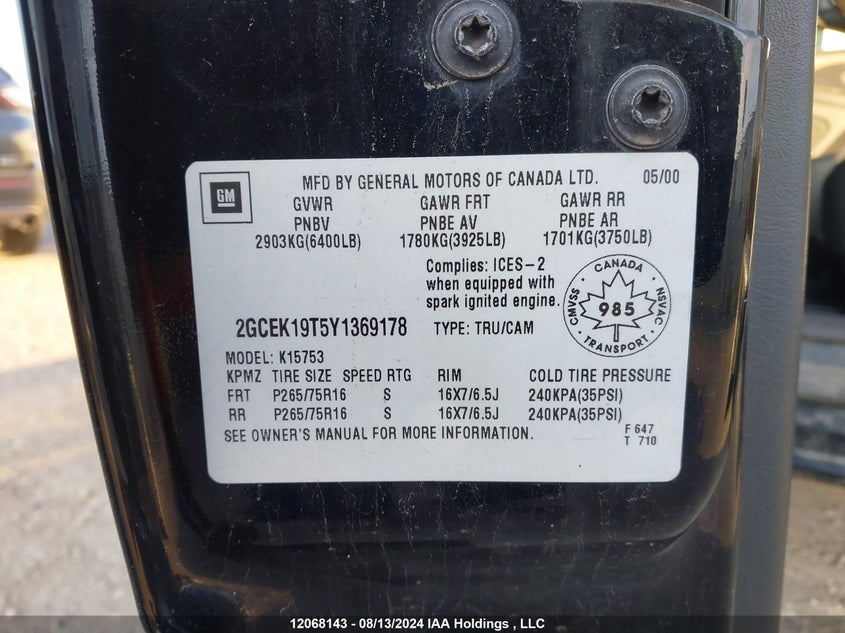 GM
MFD BY GENERAL MOTORS OF CANADA LTD. 05/00
GVWR GAWR FRT GAWR RR
PNBV PNBE AV PNBE AR
2903KG(6400LB) 1780KG(3925LB) 1701KG(3750LB)
Complies: ICES-2
when equipped with
spark ignited engine.
CANADA
CMVSS 985 NSVAC
TRANSPORT
2GCEK19T5Y1369178 TYPE: TRU/CAM
MODEL: K15753
KPMZ TIRE SIZE SPEED RTG RIM COLD TIRE PRESSURE
FRT P265/75R16 S 16X7/6.5J 240KPA(35PSI)
RR P265/75R16 S 16X7/6.5J 240KPA(35PSI)
SEE OWNER'S MANUAL FOR MORE INFORMATION.
F 647
T 710
12068143 - 08/13/2024 IAA Holdings , LLC